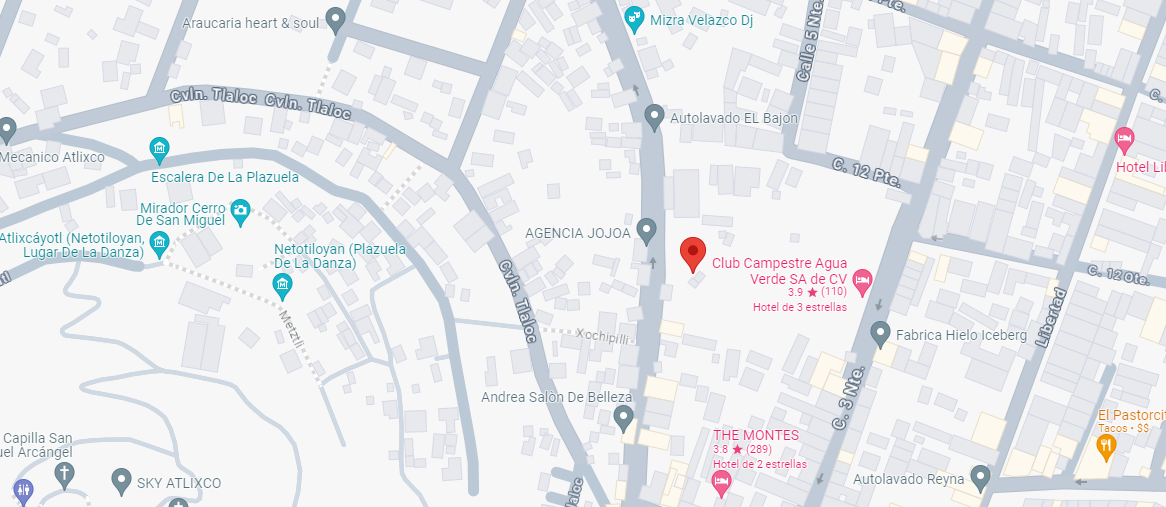 Araucaria heart & soul
Mizra Velazco Dj
Calle 5 Nte.
Pte.
Cvln. Tlaloc
Cvln. Tlaloc
Autolavado EL Bajon
Mecanico Atlixco
Escalera De La Plazuela
C. 12 Pte.
Hotel Lil
Mirador Cerro
De San Miguel
Atlixcáyotl (Netotiloyan,
Lugar De La Danza)
Netotiloyan (Plazuela
De La Danza)
AGENCIA JOJOA
Club Campestre Agua
Verde SA de CV
3.9 ★ (110)
Hotel de 3 estrellas
C. 12 Ote.
Cvln. Tlaloc
Metztli
Xochipilli
Libertad
Fabrica Hielo Iceberg
C. 3 Nte.
Andrea Salòn De Belleza
THE MONTES
3.8 ★ (289)
Hotel de 2 estrellas
El Pastorcit
Tacos • $$
Capilla San
uel Arcángel
SKY ATLIXCO
Autolavado Reyna
laloc